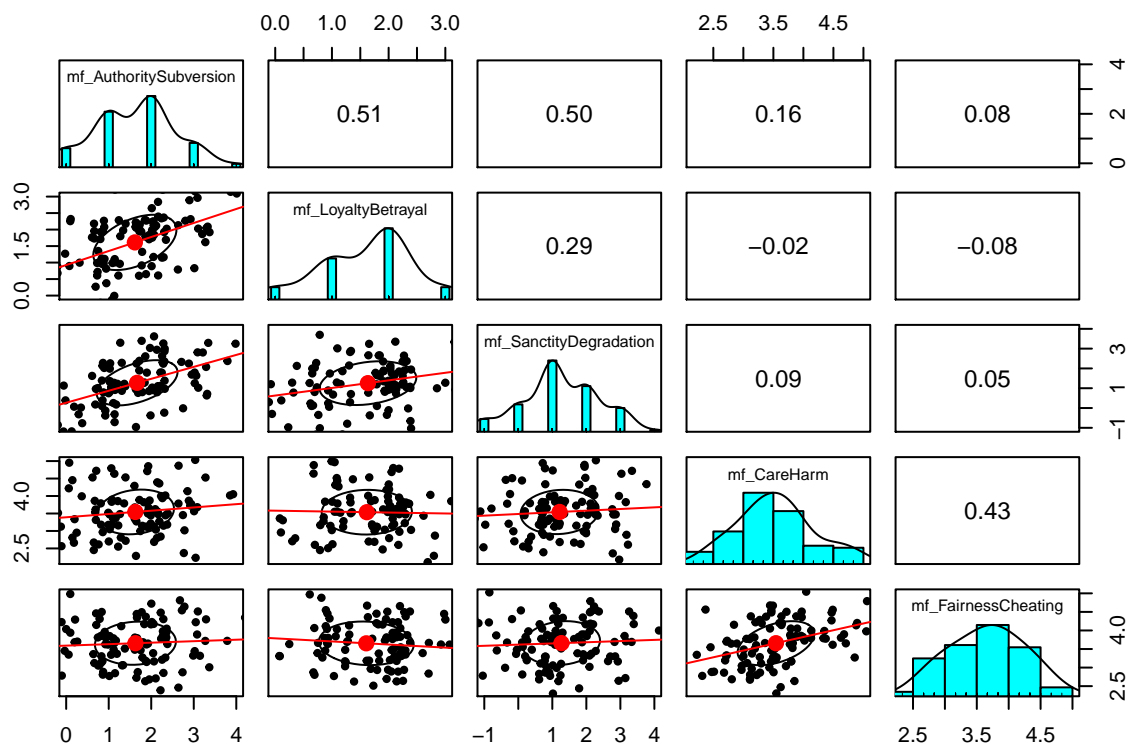 0.0 1.0 2.0 3.0 2.5 3.5 4.5
mf_AuthoritySubversion
0.51
0.50
0.16
0.08
0 2 4
0.0 1.5 3.0
mf_LoyaltyBetrayal
0.29
−0.02
−0.08
mf_SanctityDegradation
0.09
0.05
−1 1 3
2.5 4.0
mf_CareHarm
0.43
mf_FairnessCheating
2.5 4.0
0 1 2 3 4 −1 0 1 2 3 4 2.5 3.5 4.5